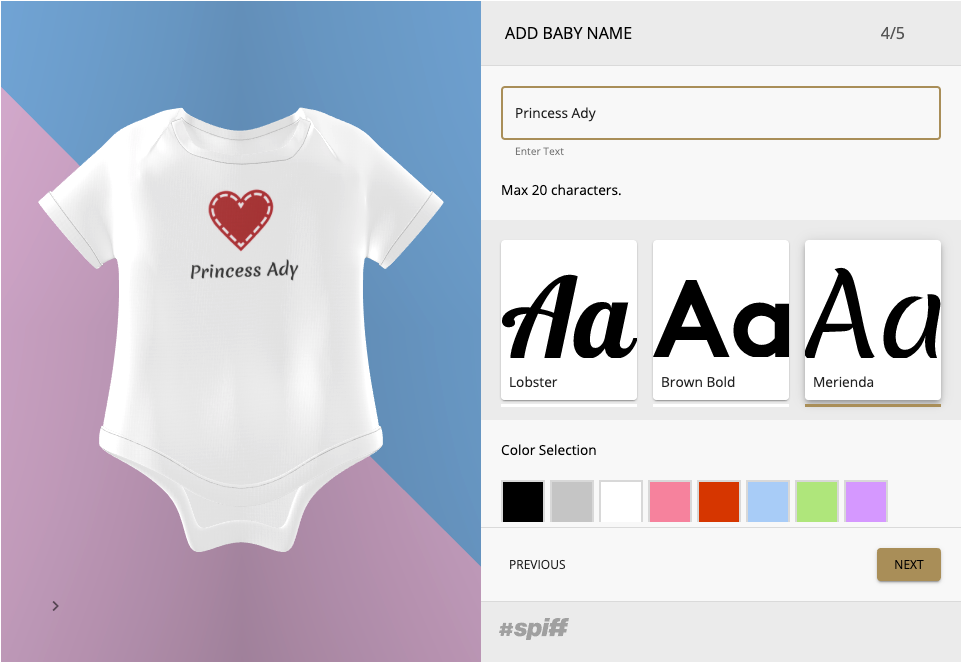 Princess Ady
ADD BABY NAME 4/5
Princess Ady
Enter Text
Max 20 characters.
Aa Aa Aa
Lobster Brown Bold Merienda
Color Selection
PREVIOUS NEXT
#spiff